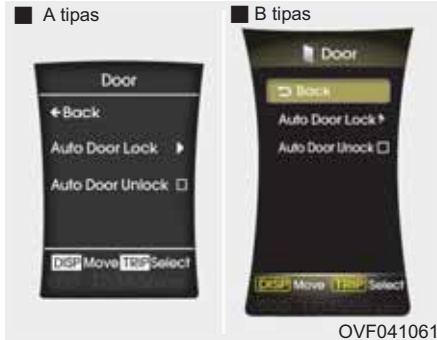 A tipas
Door
←Back
Auto Door Lock ▶
Auto Door Unlock □
DISP Move TRIP Select
B tipas
Door
Back
Auto Door Lock ▶
Auto Door Unock □
DISP Move TRIP Select
OVF041061